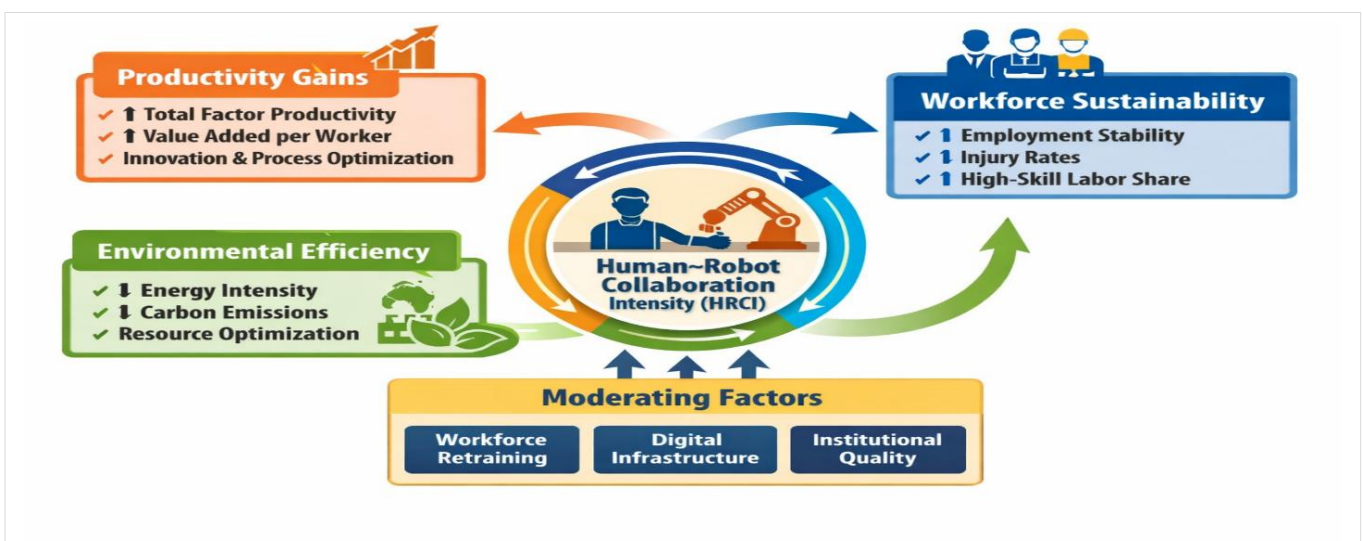 Productivity Gains
✓ ⬆ Total Factor Productivity
✓ ⬆ Value Added per Worker
✓ Innovation & Process Optimization
Workforce Sustainability
✓ ⬆ Employment Stability
✓ ⬇ Injury Rates
✓ ⬆ High-Skill Labor Share
Environmental Efficiency
✓ ⬇ Energy Intensity
✓ ⬇ Carbon Emissions
✓ Resource Optimization
Human~Robot
Collaboration
Intensity (HRCI)
Moderating Factors
Workforce
Retraining
Digital
Infrastructure
Institutional
Quality